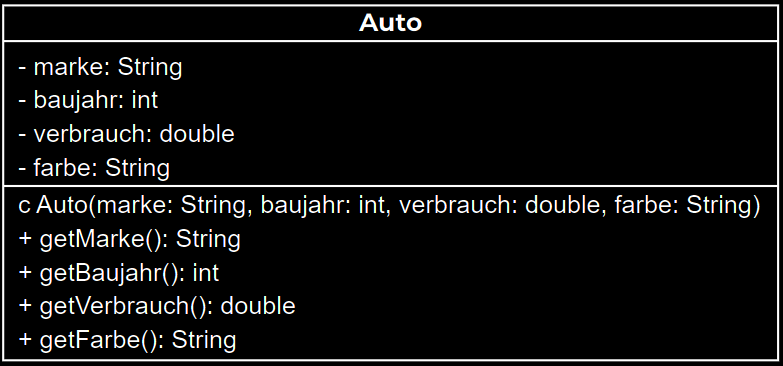 Auto
- marke: String
- baujahr: int
- verbrauch: double
- farbe: String
c Auto(marke: String, baujahr: int, verbrauch: double, farbe: String)
+ getMarke(): String
+ getBaujahr(): int
+ getVerbrauch(): double
+ getFarbe(): String